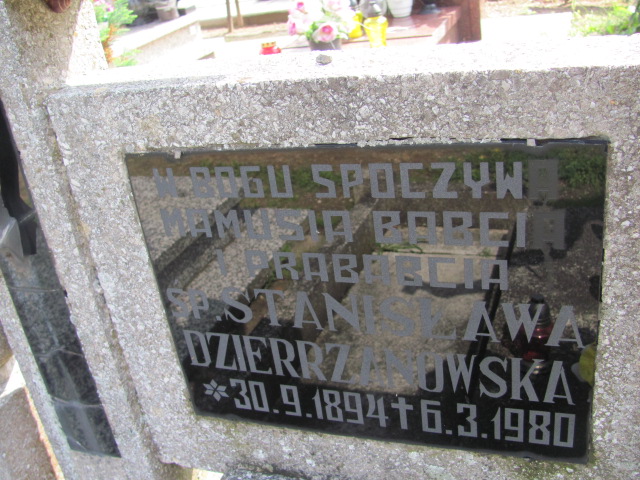 W BOGU SPOCZYWA
MAMUSIA BABCIA
I PRABABCIA
ŚP. STANISŁAWA
DZIERRZANOWSKA
* 30.9.1894 † 6.3.1980